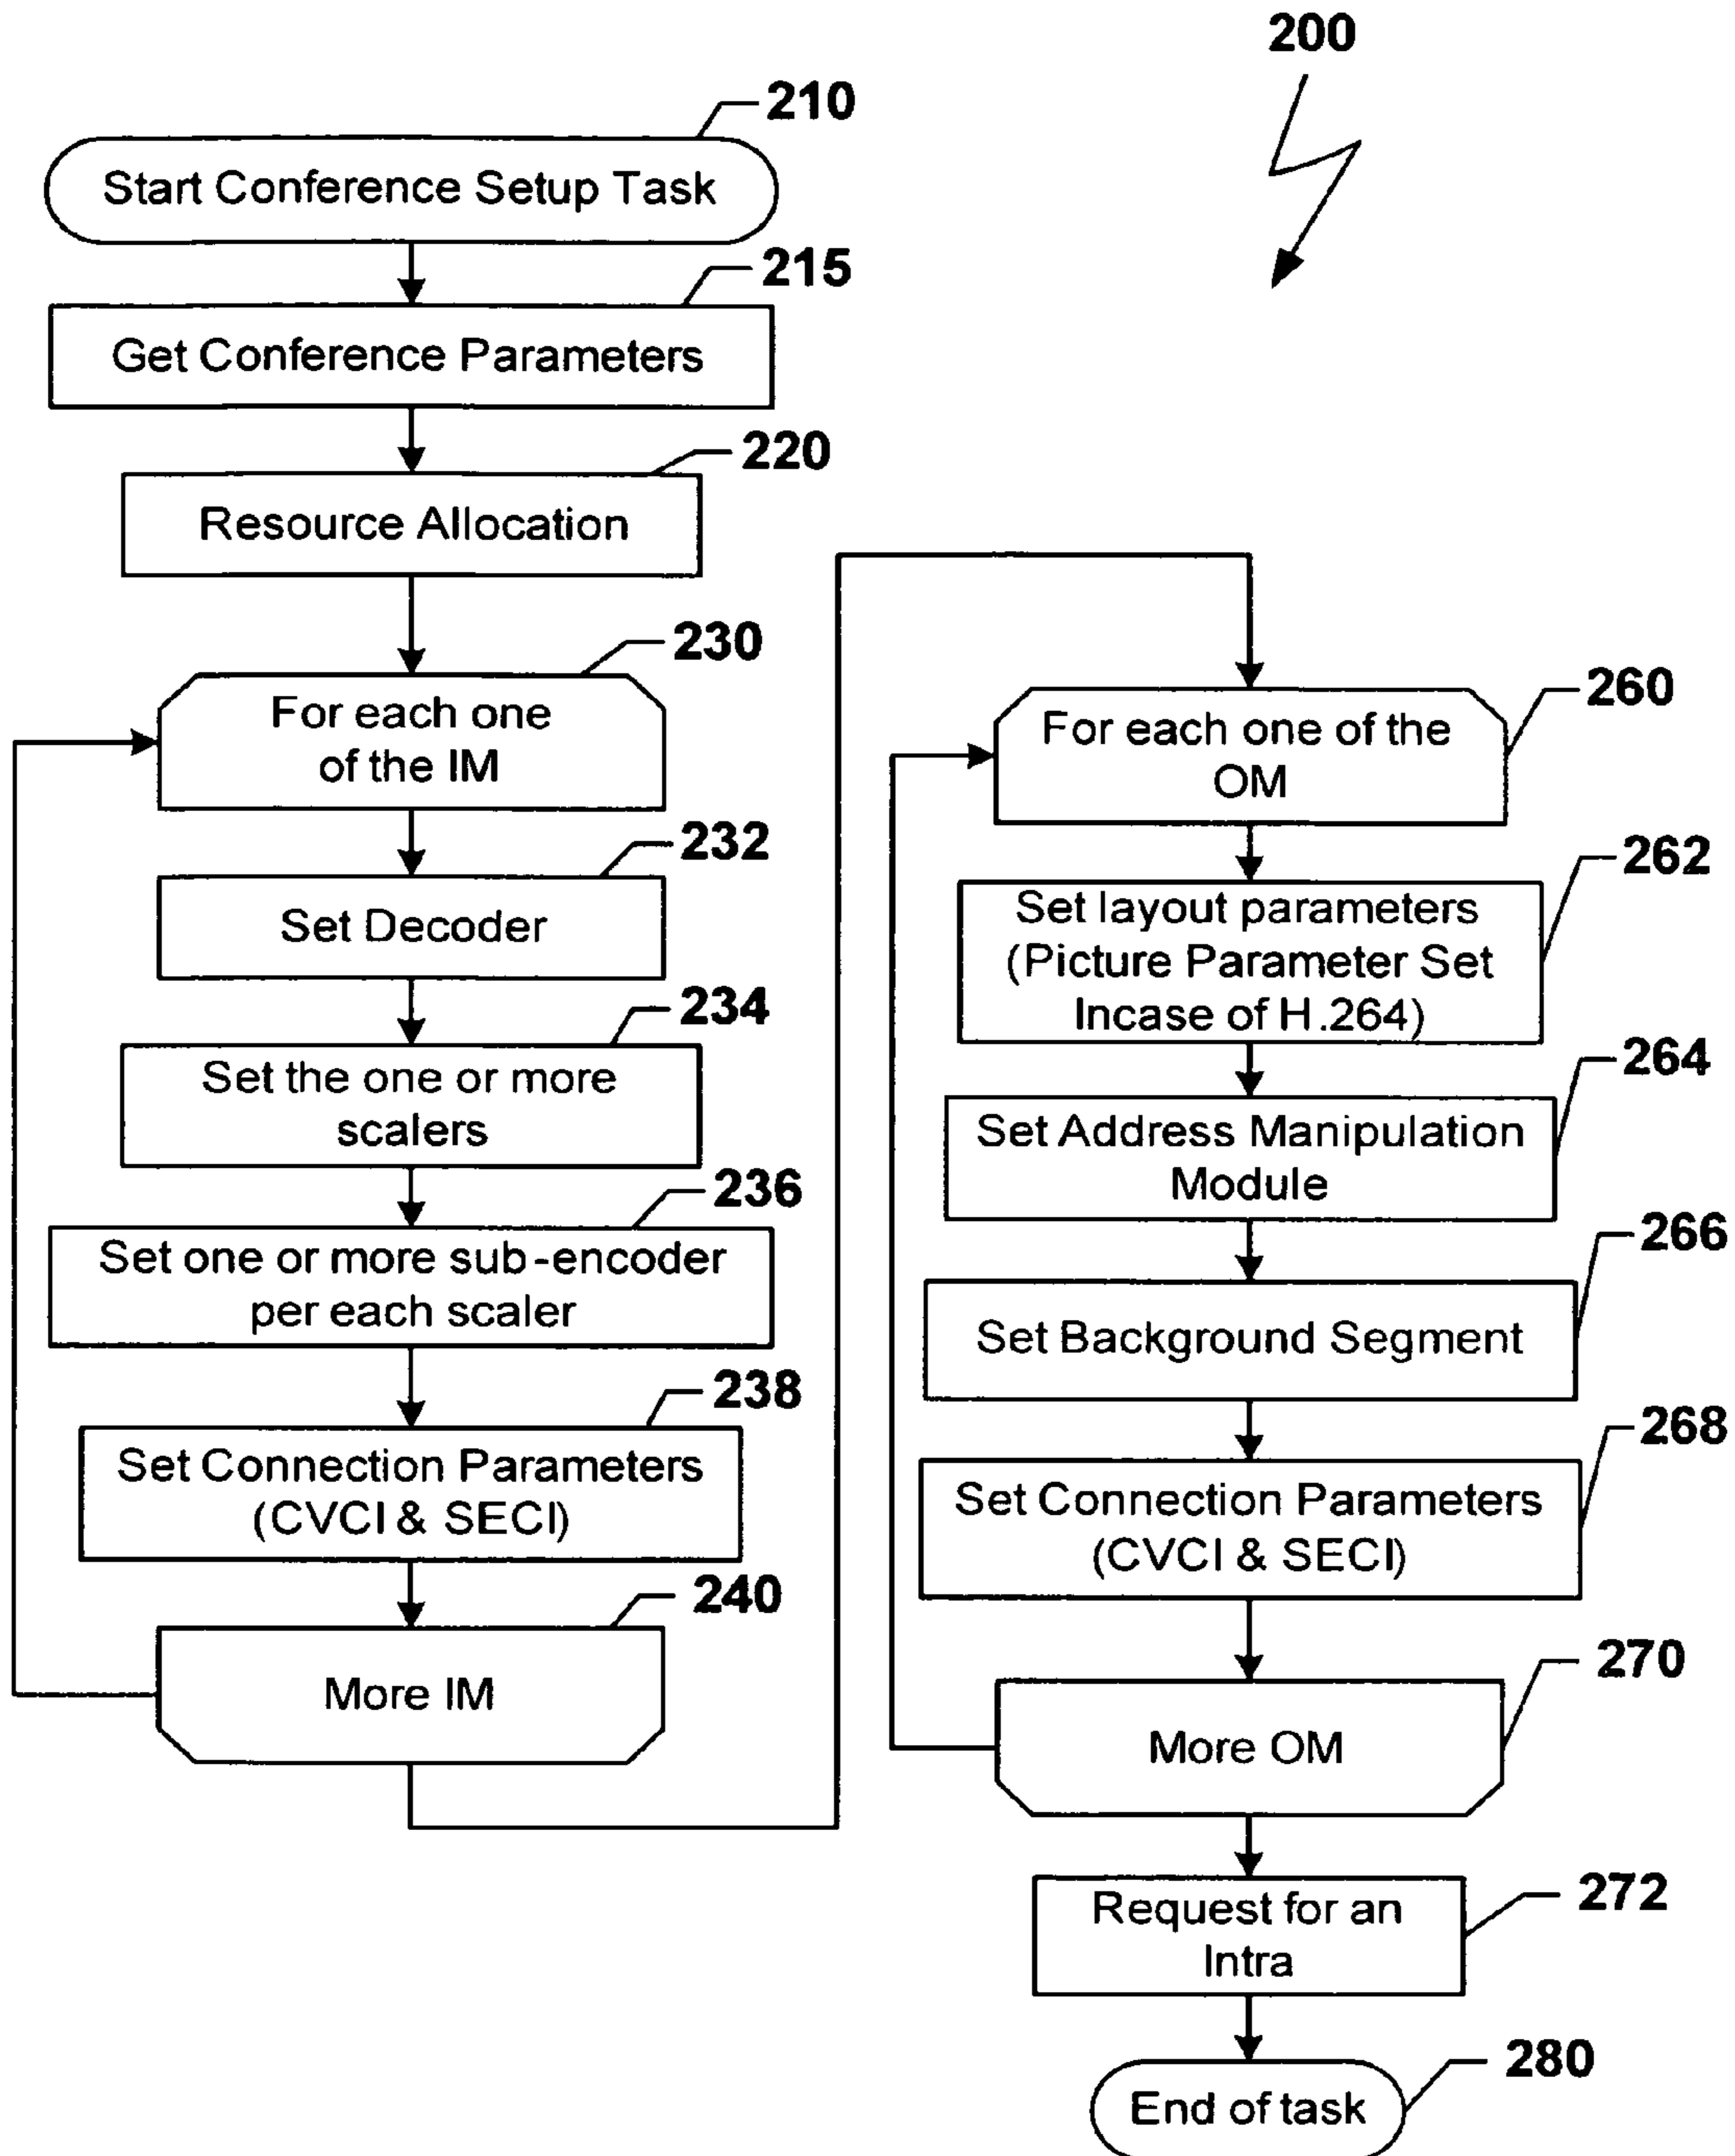 200
210
Start Conference Setup Task
215
Get Conference Parameters
220
Resource Allocation
230
For each one
of the IM
232
Set Decoder
234
Set the one or more
scalers
236
Set one or more sub-encoder
per each scaler
238
Set Connection Parameters
(CVCI & SECI)
240
More IM
260
For each one of the
OM
262
Set layout parameters
(Picture Parameter Set
Incase of H.264)
264
Set Address Manipulation
Module
266
Set Background Segment
268
Set Connection Parameters
(CVCI & SECI)
270
More OM
272
Request for an
Intra
280
End of task